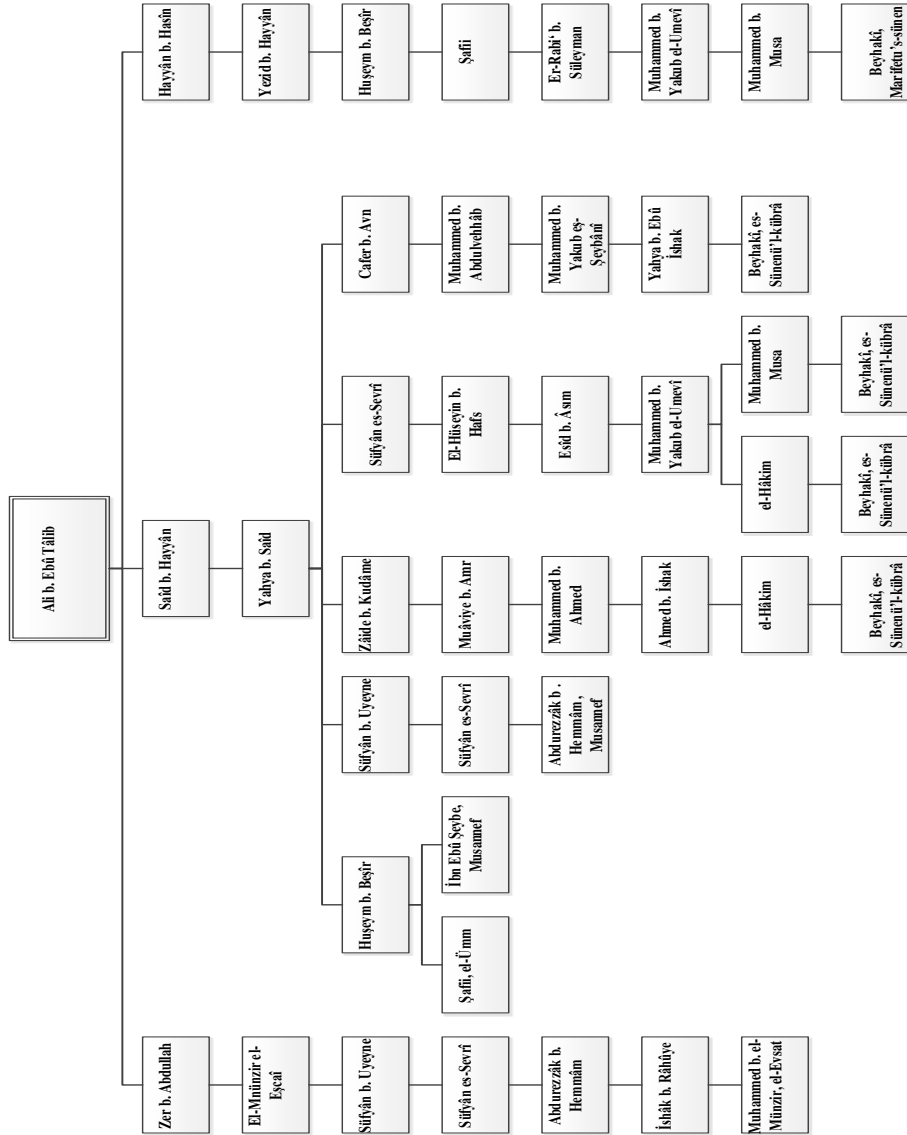 Ali b. Ebû Tâlib
Zer b. Abdullah
El-Mnünzir el-
Eşcaî
Süfyân b. Uyeyne
Süfyân es-Sevrî
Abdurezzâk b.
Hemmâm
İshâk b. Râhûye
Muhammed b. el-
Münzir, el-Evsat
Saîd b. Hayyân
Yahya b. Saîd
Huşeym b. Beşîr
Şafii, el-Ümm
İbn Ebû Şeybe,
Musannef
Süfyân b. Uyeyne
Süfyân es-Sevrî
Abdurezzâk b .
Hemmâm ,
Musannef
Zâide b. Kudâme
Muâviye b. Amr
Muhammed b.
Ahmed
Ahmed b. İshak
el-Hâkim
Beyhakî, es-
Sünenü’l-kübrâ
Süfyân es-Sevrî
El-Hüseyin b.
Hafs
Esîd b. Âsım
Muhammed b.
Yakub el-Umevî
el-Hâkim
Beyhakî, es-
Sünenü’l-kübrâ
Muhammed b.
Musa
Beyhakî, es-
Sünenü’l-kübrâ
Cafer b. Avn
Muhammed b.
Abdulvehhâb
Muhammed b.
Yakub eş-
Şeybânî
Yahya b. Ebû
İshak
Beyhakî, es-
Sünenü’l-kübrâ
Hayyân b. Hasîn
Yezid b. Hayyân
Huşeym b. Beşîr
Şafii
Er-Rabi‘ b.
Süleyman
Muhammed b.
Yakub el-Umevî
Muhammed b.
Musa
Beyhakî,
Marifetu’s-sünen